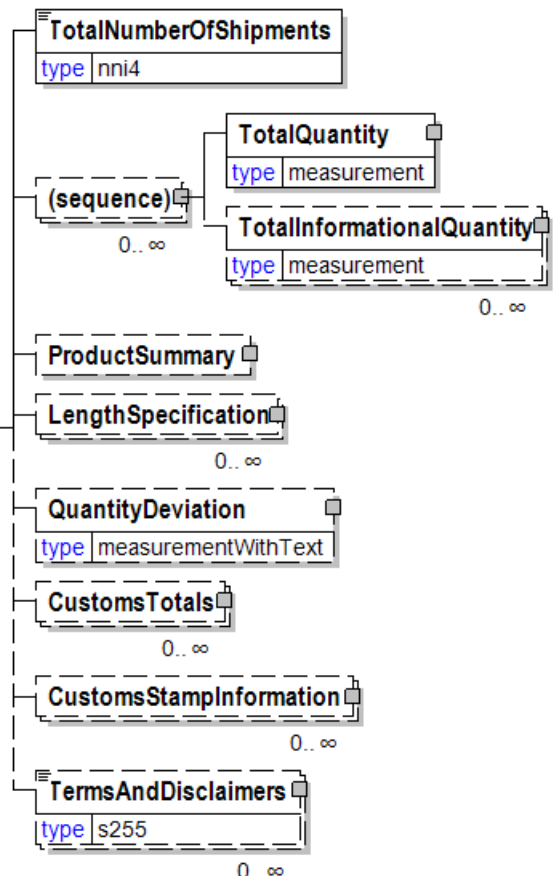 TotalNumberOfShipments
type nni4
TotalQuantity
type measurement
(sequence)
0.. ∞
TotalInformationalQuantity
type measurement
0.. ∞
ProductSummary
LengthSpecification
0.. ∞
QuantityDeviation
type measurementWithText
CustomsTotals
0.. ∞
CustomsStampInformation
0.. ∞
TermsAndDisclaimers
type s255
0.. ∞